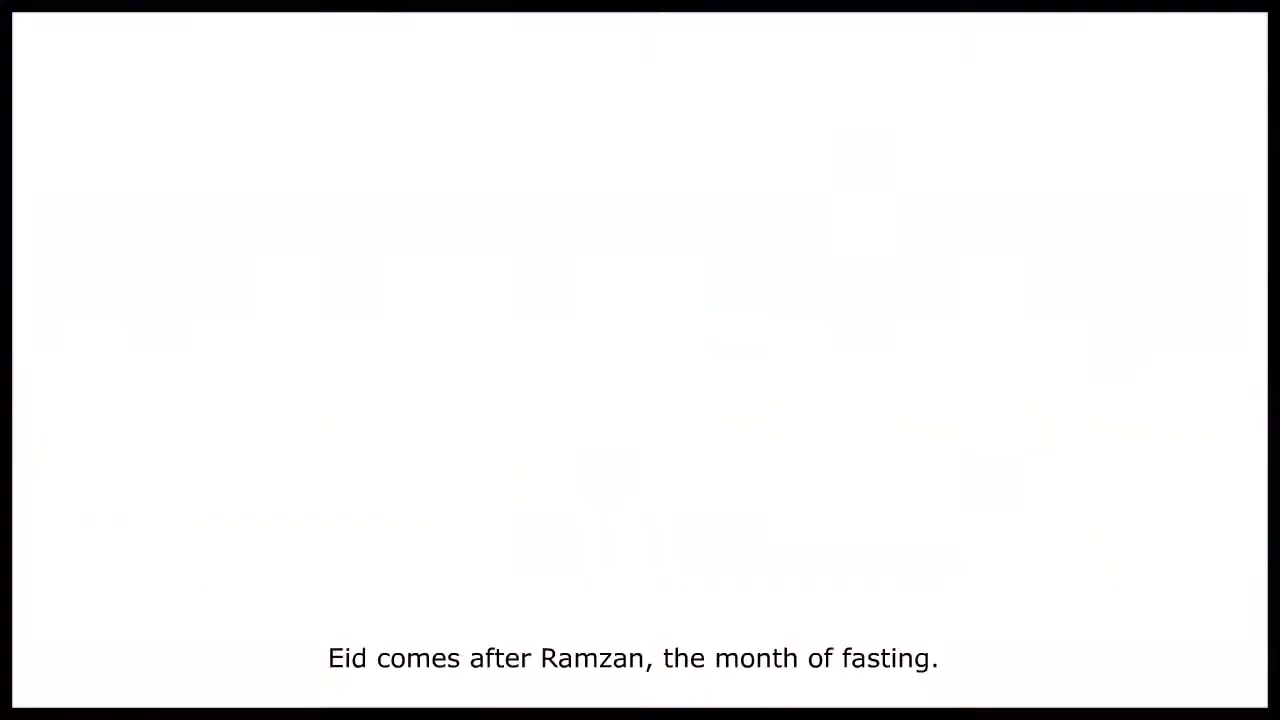 Eid comes after Ramzan, the month of fasting.